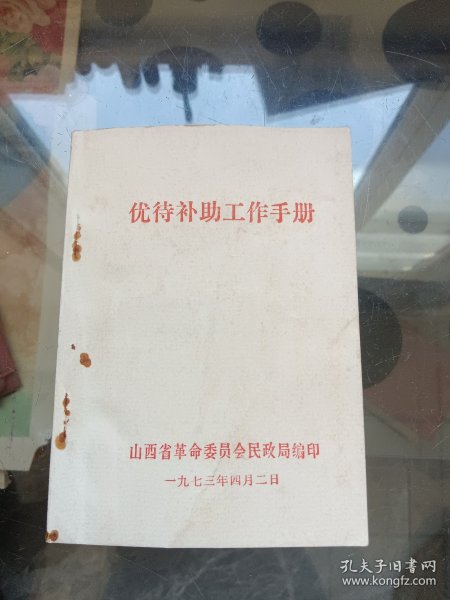 优待补助工作手册
山西省革命委员会民政局编印
一九七三年四月二日
孔夫子旧书网
www.kongfz.com